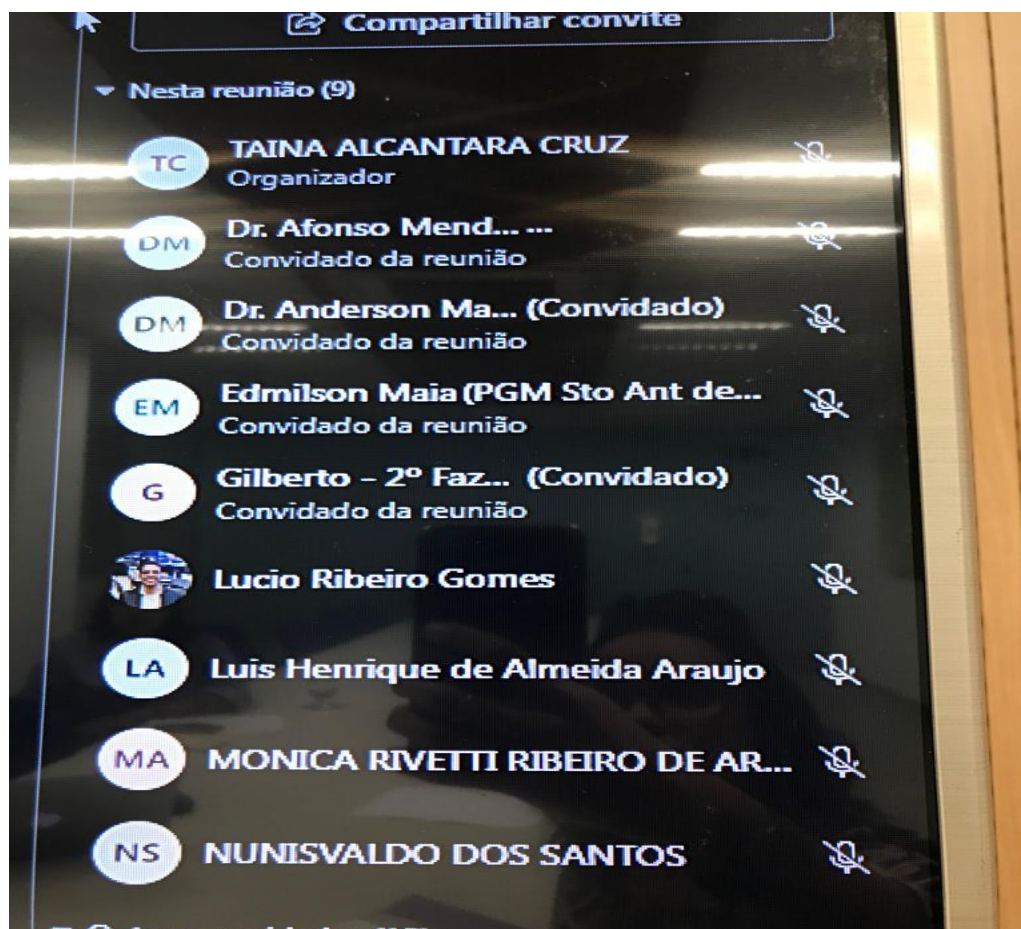 Compartilhar convite
Nesta reunião (9)
TC TAINA ALCANTARA CRUZ
Organizador
DM Dr. Afonso Mend... ...
Convidado da reunião
DM Dr. Anderson Ma... (Convidado)
Convidado da reunião
EM Edmilson Maia (PGM Sto Ant de...
Convidado da reunião
G Gilberto - 2º Faz... (Convidado)
Convidado da reunião
Lucio Ribeiro Gomes
LA Luis Henrique de Almeida Araujo
MA MONICA RIVETTI RIBEIRO DE AR...
NS NUNISVALDO DOS SANTOS